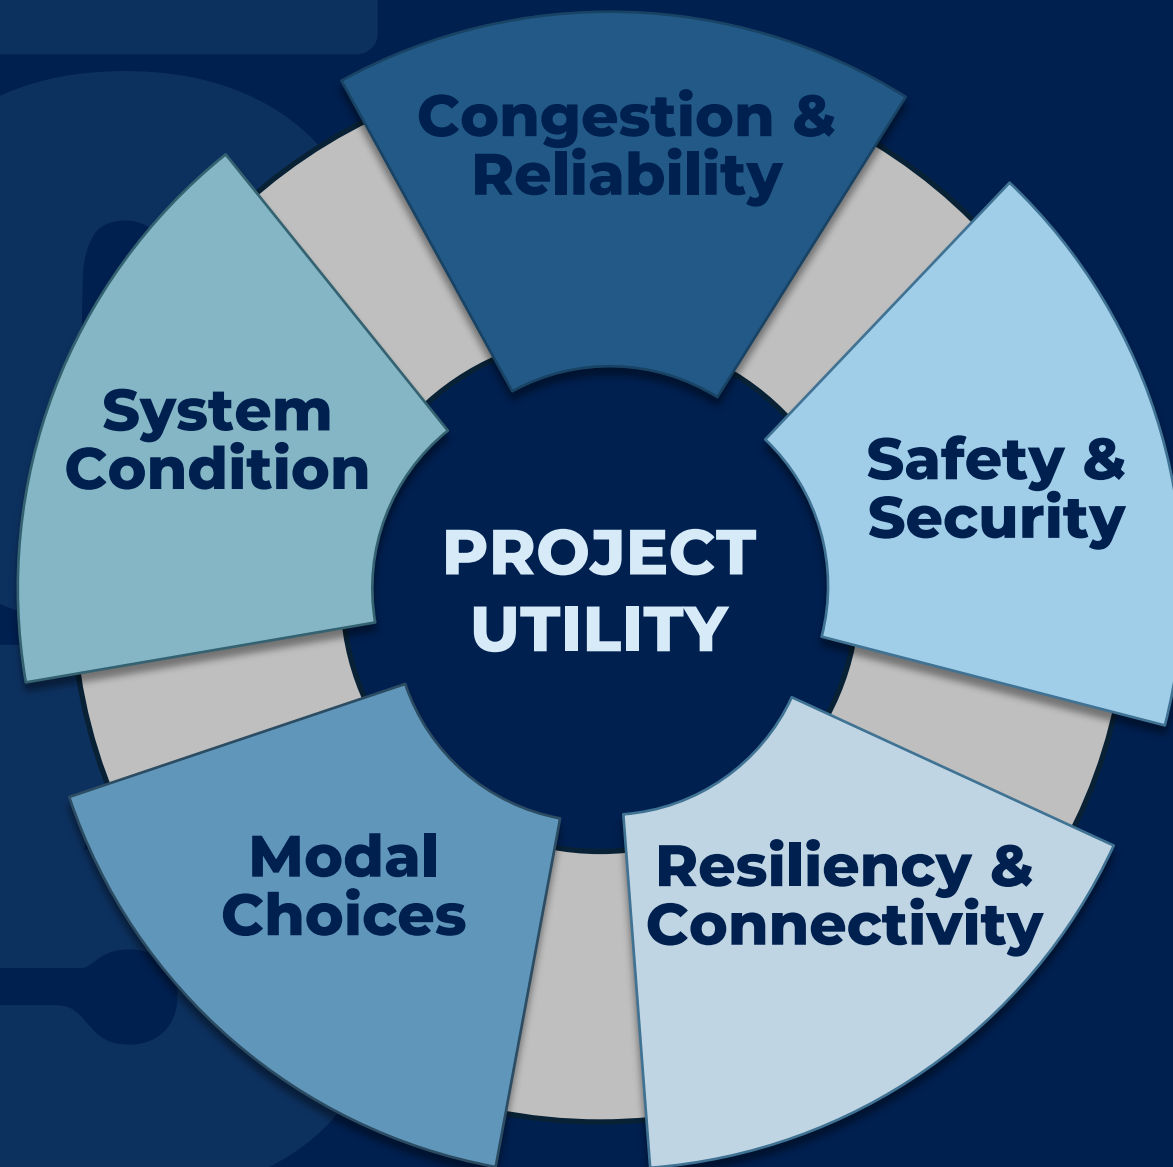 Congestion &
Reliability
Safety &
Security
Resiliency &
Connectivity
Modal
Choices
System
Condition
PROJECT
UTILITY